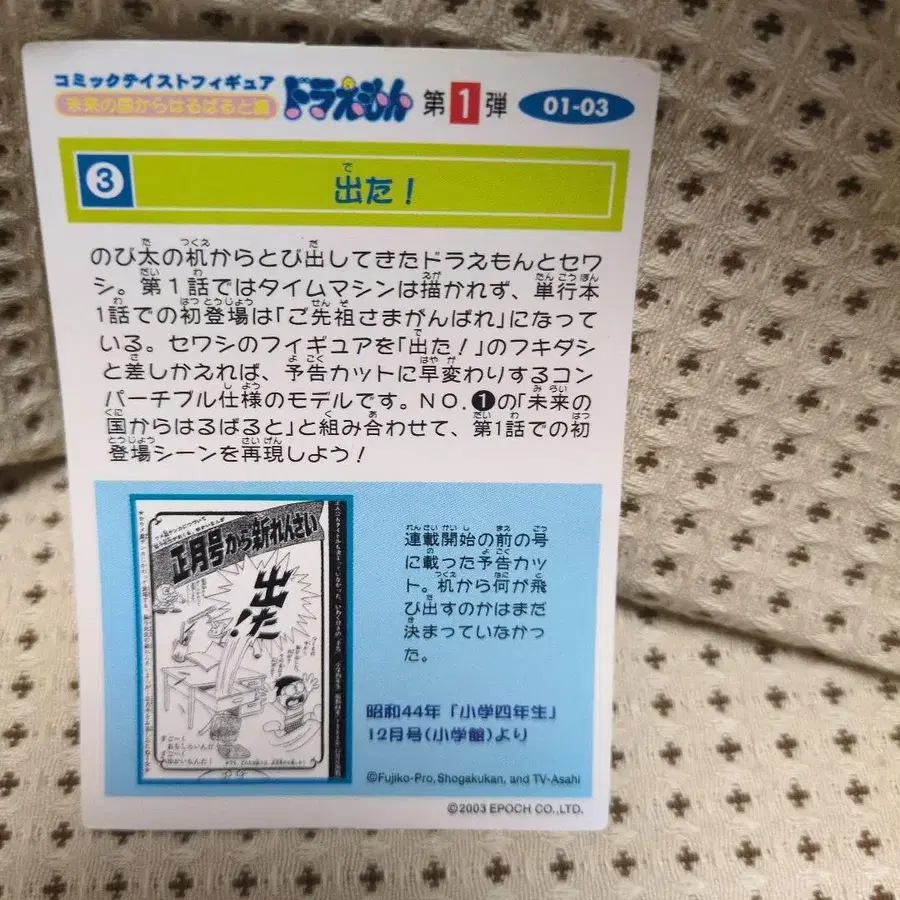 コミックテイストフィギュア
未来の国からはるばると編
ドラえもん 第1弾 01-03
3 出た!
のび太の机からとび出してきたドラえもんとセワ
シ。第1話ではタイムマシンは描かれず、単行本
1話での初登場は「ご先祖さまがんばれ」になって
いる。セワシのフィギュアを「出た!」のフキダシ
と差しかえれば、予告カットに早変わりするコン
パーチブル仕様のモデルです。NO.❶の「未来の
国からはるばると」と組み合わせて、第1話での初
登場シーンを再現しよう!
正月号から新れんさい
出た!
連載開始の前の号
に載った予告カッ
ト。机から何が飛
び出すのかはまだ
決まっていなかっ
た。
昭和44年「小学四年生」
12月号(小学館)より
©Fujiko-Pro, Shogakukan, and TV-Asahi
©2003 EPOCH CO.,LTD.